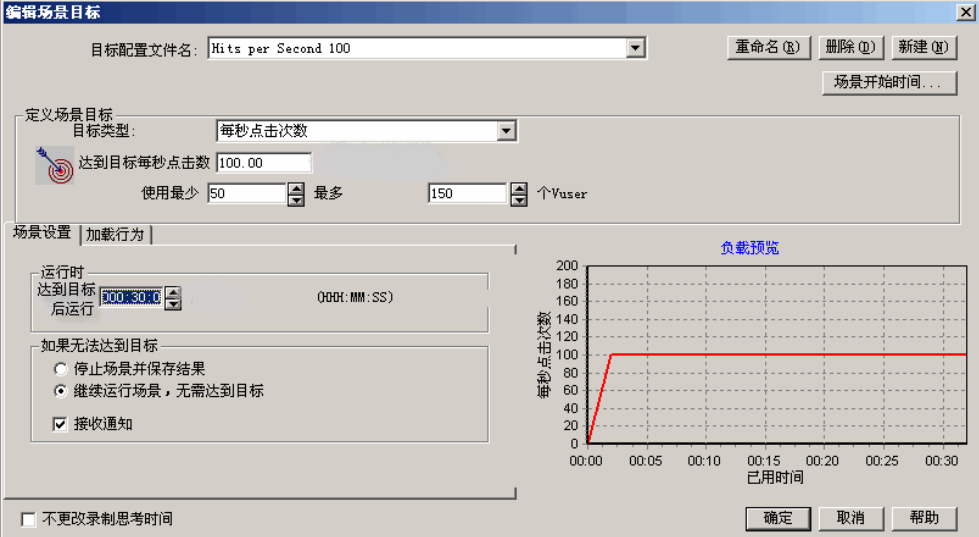 编辑场景目标
目标配置文件名: Hits per Second 100 重命名(R) 删除(D) 新建(N)
场景开始时间...
定义场景目标
目标类型: 每秒点击次数
达到目标每秒点击数 100.00
使用最少 50 最多 150 个Vuser
场景设置 加载行为
运行时
达到目标后运行 000:30:0 (HHH:MM:SS)
如果无法达到目标
停止场景并保存结果
继续运行场景，无需达到目标
接收通知
负载预览
每秒点击次数
200
180
160
140
120
100
80
60
40
20
0
00:00 00:05 00:10 00:15 00:20 00:25 00:30
已用时间
不更改录制思考时间 确定 取消 帮助